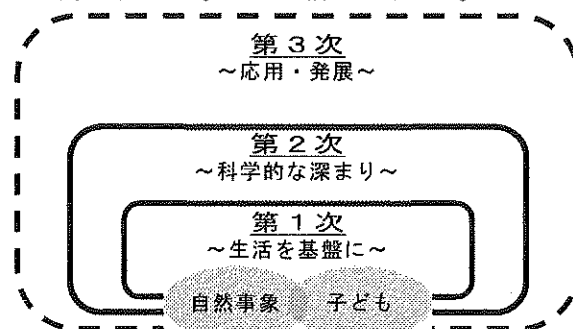 第３次
～応用・発展～
第２次
～科学的な深まり～
第１次
～生活を基盤に～
自然事象 子ども